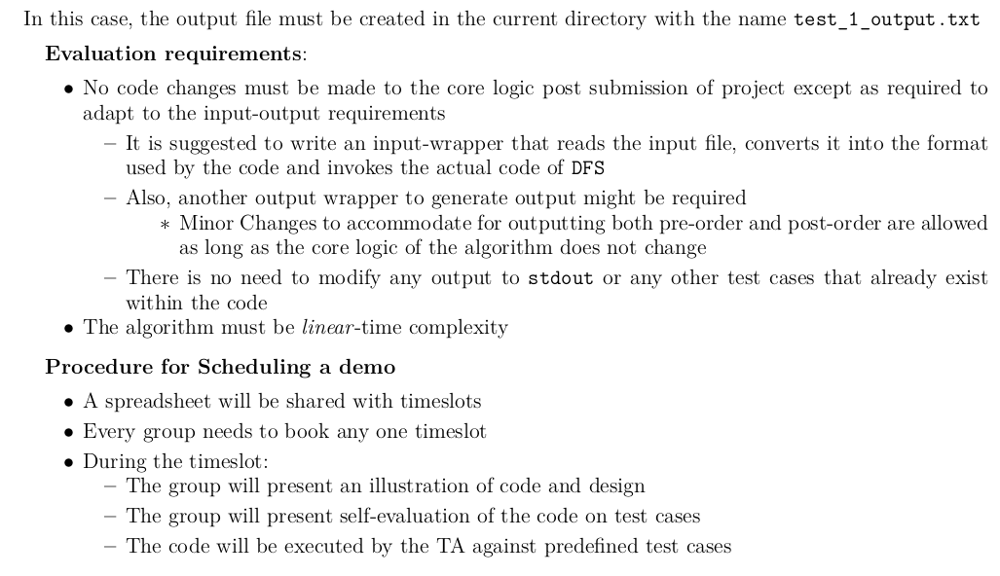 In this case, the output file must be created in the current directory with the name test_1_output.txt
Evaluation requirements:
• No code changes must be made to the core logic post submission of project except as required to
adapt to the input-output requirements
– It is suggested to write an input-wrapper that reads the input file, converts it into the format
used by the code and invokes the actual code of DFS
– Also, another output wrapper to generate output might be required
∗ Minor Changes to accommodate for outputting both pre-order and post-order are allowed
as long as the core logic of the algorithm does not change
– There is no need to modify any output to stdout or any other test cases that already exist
within the code
• The algorithm must be linear-time complexity
Procedure for Scheduling a demo
• A spreadsheet will be shared with timeslots
• Every group needs to book any one timeslot
• During the timeslot:
– The group will present an illustration of code and design
– The group will present self-evaluation of the code on test cases
– The code will be executed by the TA against predefined test cases